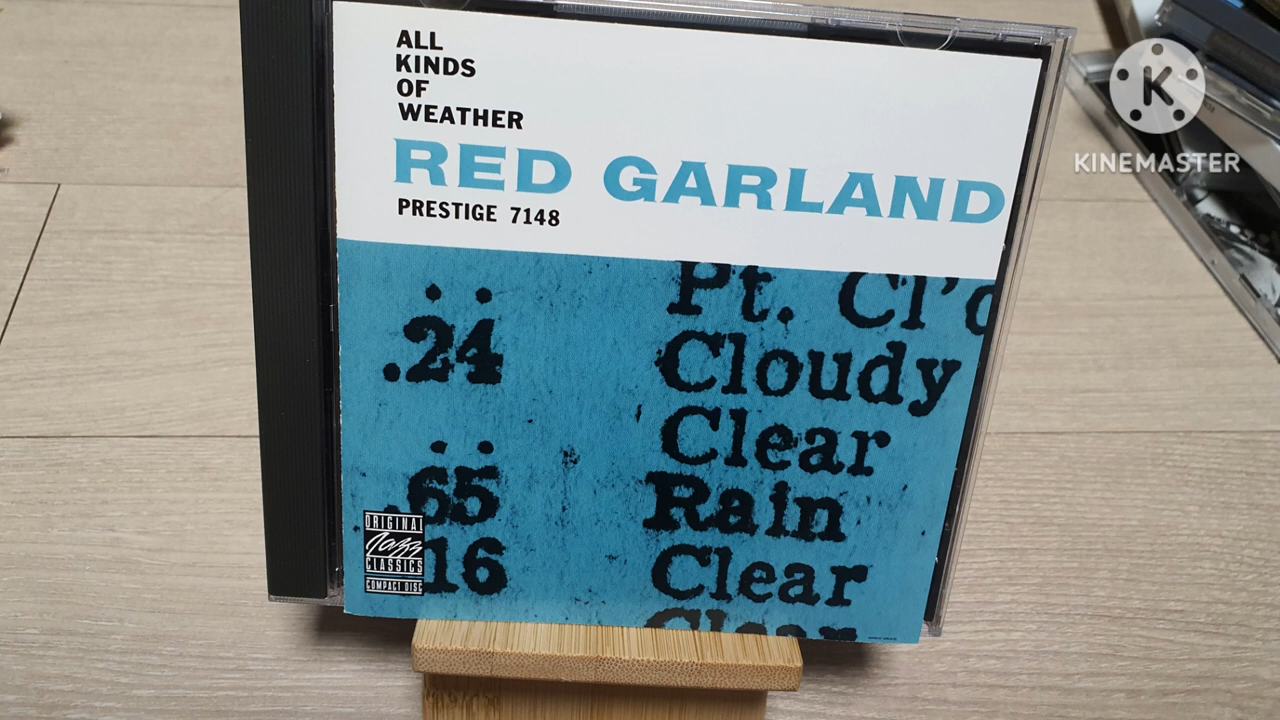 ALL
KINDS
OF
WEATHER
RED GARLAND
PRESTIGE 7148
Pt. Cl'd
.24 Cloudy
Clear
.65 Rain
16 Clear
Clear
ORIGINAL
Jazz
CLASSICS
COMPACT DISC
K
KINEMASTER